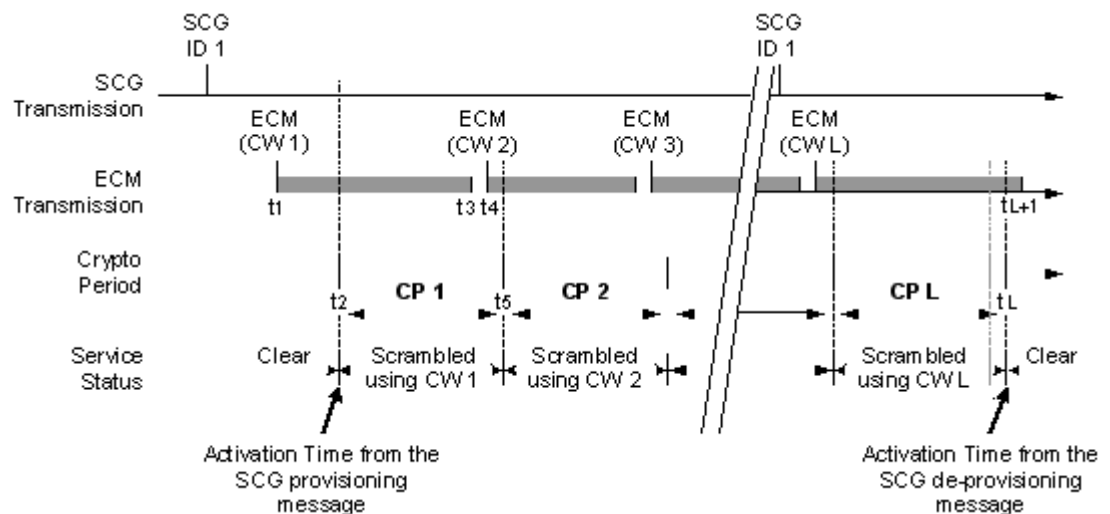 SCG
ID 1
SCG
ID 1
SCG
Transmission
ECM
(CW 1)
ECM
(CW 2)
ECM
(CW 3)
ECM
(CW L)
ECM
Transmission
t1
t3
t4
tL+1
Crypto
Period
t2
CP 1
t5
CP 2
CP L
tL
Service
Status
Clear
Scrambled
using CW 1
Scrambled
using CW 2
Scrambled
using CW L
Clear
Activation Time from the
SCG provisioning
message
Activation Time from the
SCG de-provisioning
message